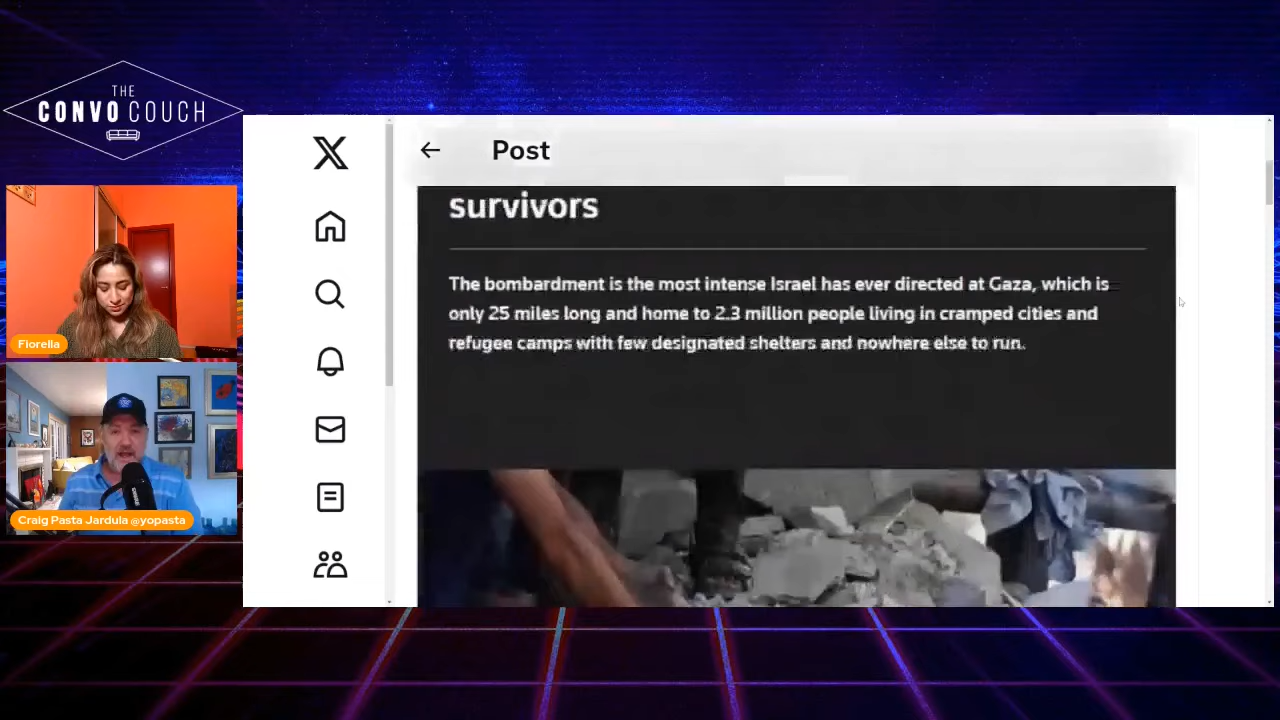 THE
CONVO COUCH
Fiorella
Craig Pasta Jardula @yopasta
Post
survivors
The bombardment is the most intense Israel has ever directed at Gaza, which is
only 25 miles long and home to 2.3 million people living in cramped cities and
refugee camps with few designated shelters and nowhere else to run.